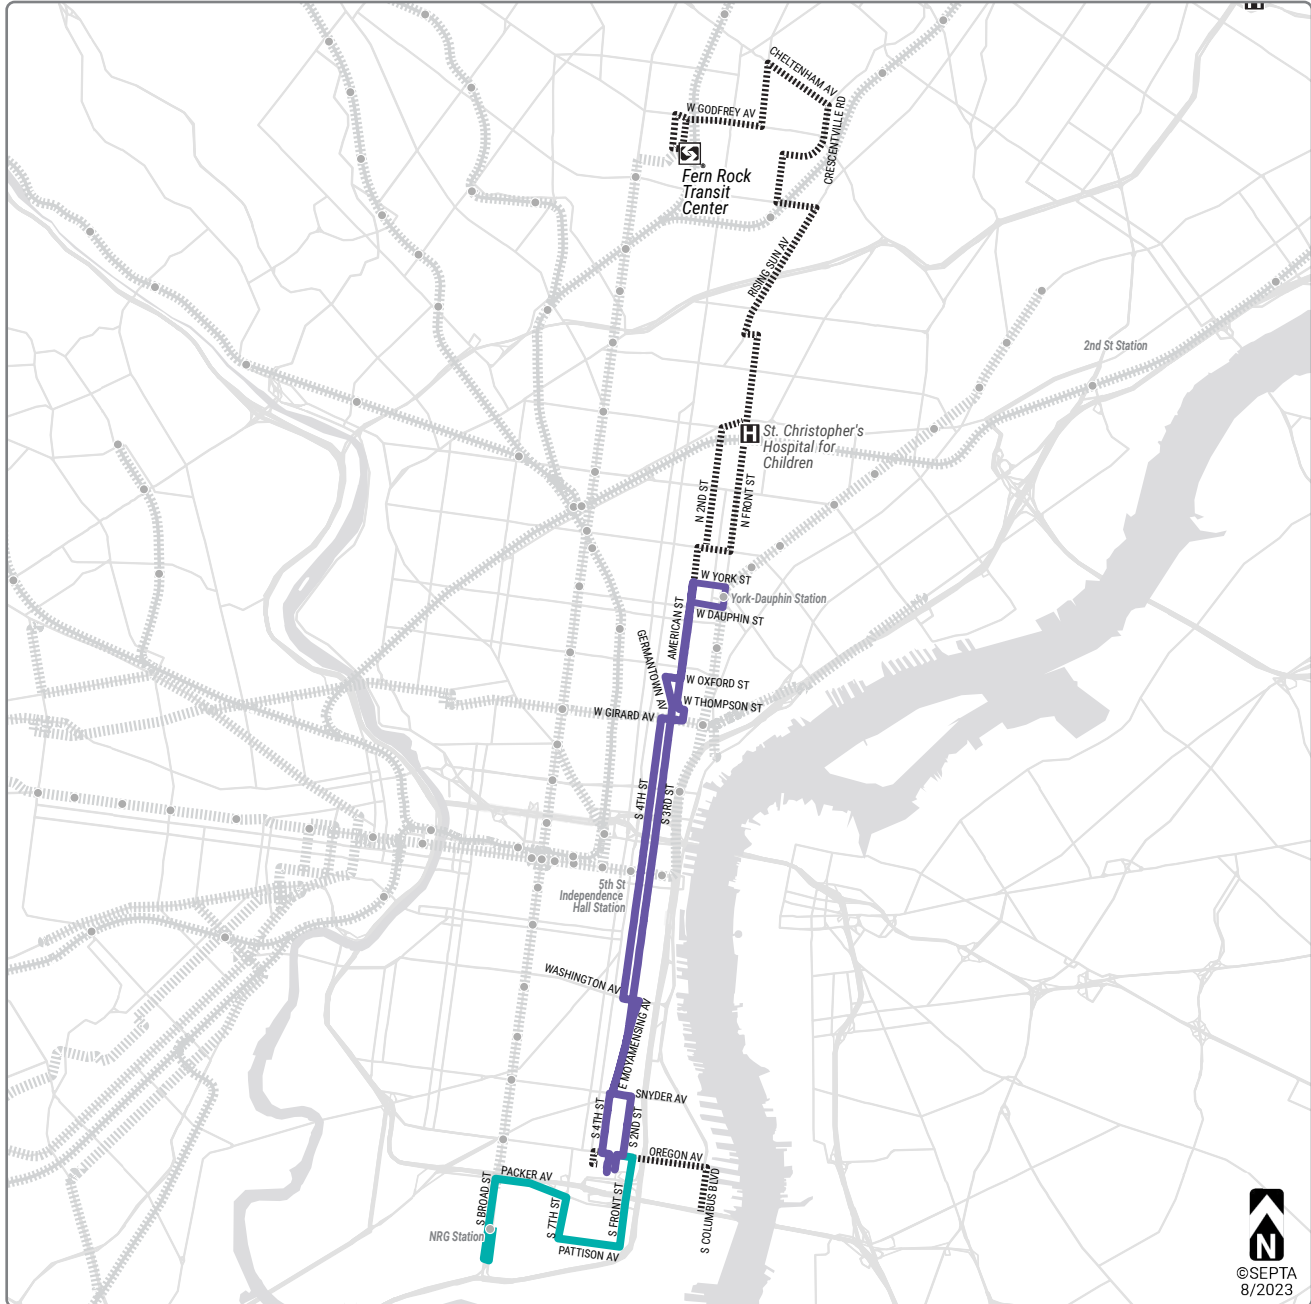 H
CHELTENHAM AV
W GODFREY AV
CRESCENTVILLE RD
S
Fern Rock
Transit
Center
RISING SUN AV
2nd St Station
H
St. Christopher's
Hospital for
Children
N 2ND ST
N FRONT ST
W YORK ST
York-Dauphin Station
W DAUPHIN ST
AMERICAN ST
GERMANTOWN AV
W OXFORD ST
W THOMPSON ST
W GIRARD AV
S 4TH ST
S 3RD ST
5th St
Independence
Hall Station
WASHINGTON AV
E MOYAMENSING AV
SNYDER AV
S 4TH ST
S 2ND ST
OREGON AV
PACKER AV
S BROAD ST
S 7TH ST
S FRONT ST
S COLUMBUS BLVD
NRG Station
PATTISON AV
N
©SEPTA
8/2023